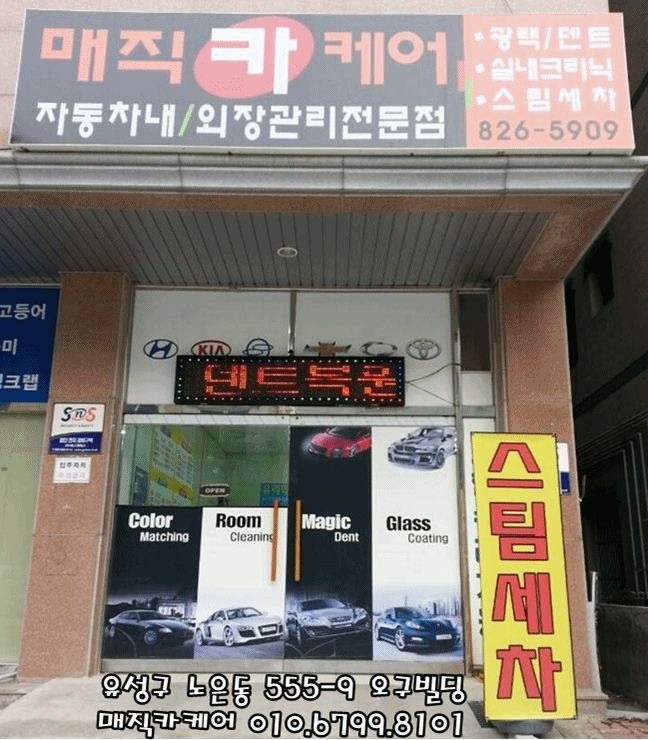 매직카케어
자동차내/외장관리전문점
·광택/덴트
·실내크리닉
·스팀세차
826-5909
고등어
미
크랩
KIA
덴트복원
SnS
OPEN
Color
Matching
Room
Cleaning
Magic
Dent
Glass
Coating
스팀세차
유성구 노은동 555-9 오구빌딩
매직카케어 010.6799.8101